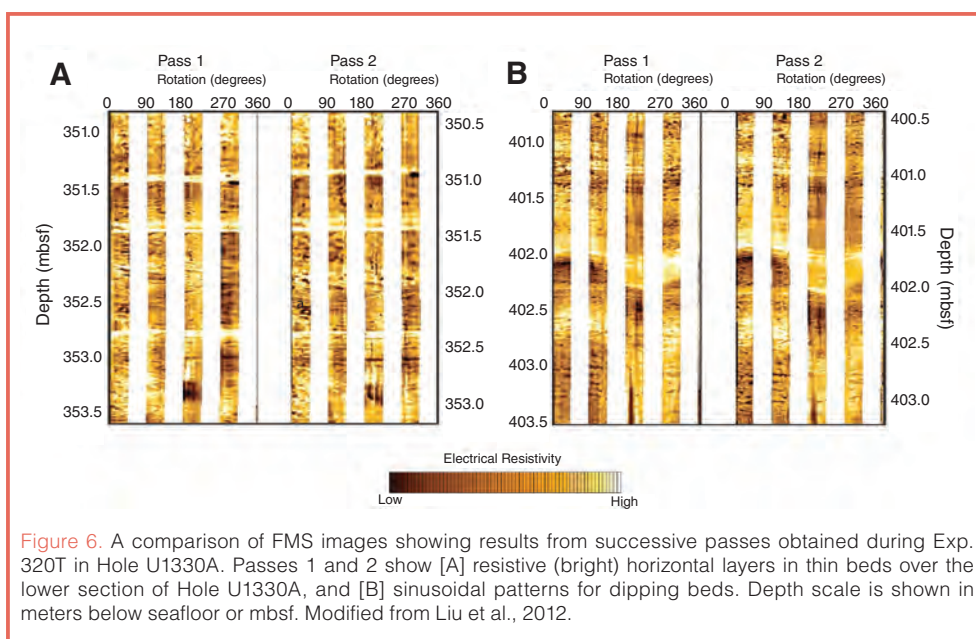 A
Pass 1
Rotation (degrees)
Pass 2
Rotation (degrees)
0 90 180 270 360 0 90 180 270 360
Depth (mbsf)
351.0
351.5
352.0
352.5
353.0
353.5
350.5
351.0
351.5
352.0
352.5
353.0
B
Pass 1
Rotation (degrees)
Pass 2
Rotation (degrees)
0 90 180 270 360 0 90 180 270 360
401.0
401.5
402.0
402.5
403.0
403.5
400.5
401.0
401.5
402.0
402.5
403.0
Depth (mbsf)
Electrical Resistivity
Low High
Figure 6. A comparison of FMS images showing results from successive passes obtained during Exp.
320T in Hole U1330A. Passes 1 and 2 show [A] resistive (bright) horizontal layers in thin beds over the
lower section of Hole U1330A, and [B] sinusoidal patterns for dipping beds. Depth scale is shown in
meters below seafloor or mbsf. Modified from Liu et al., 2012.